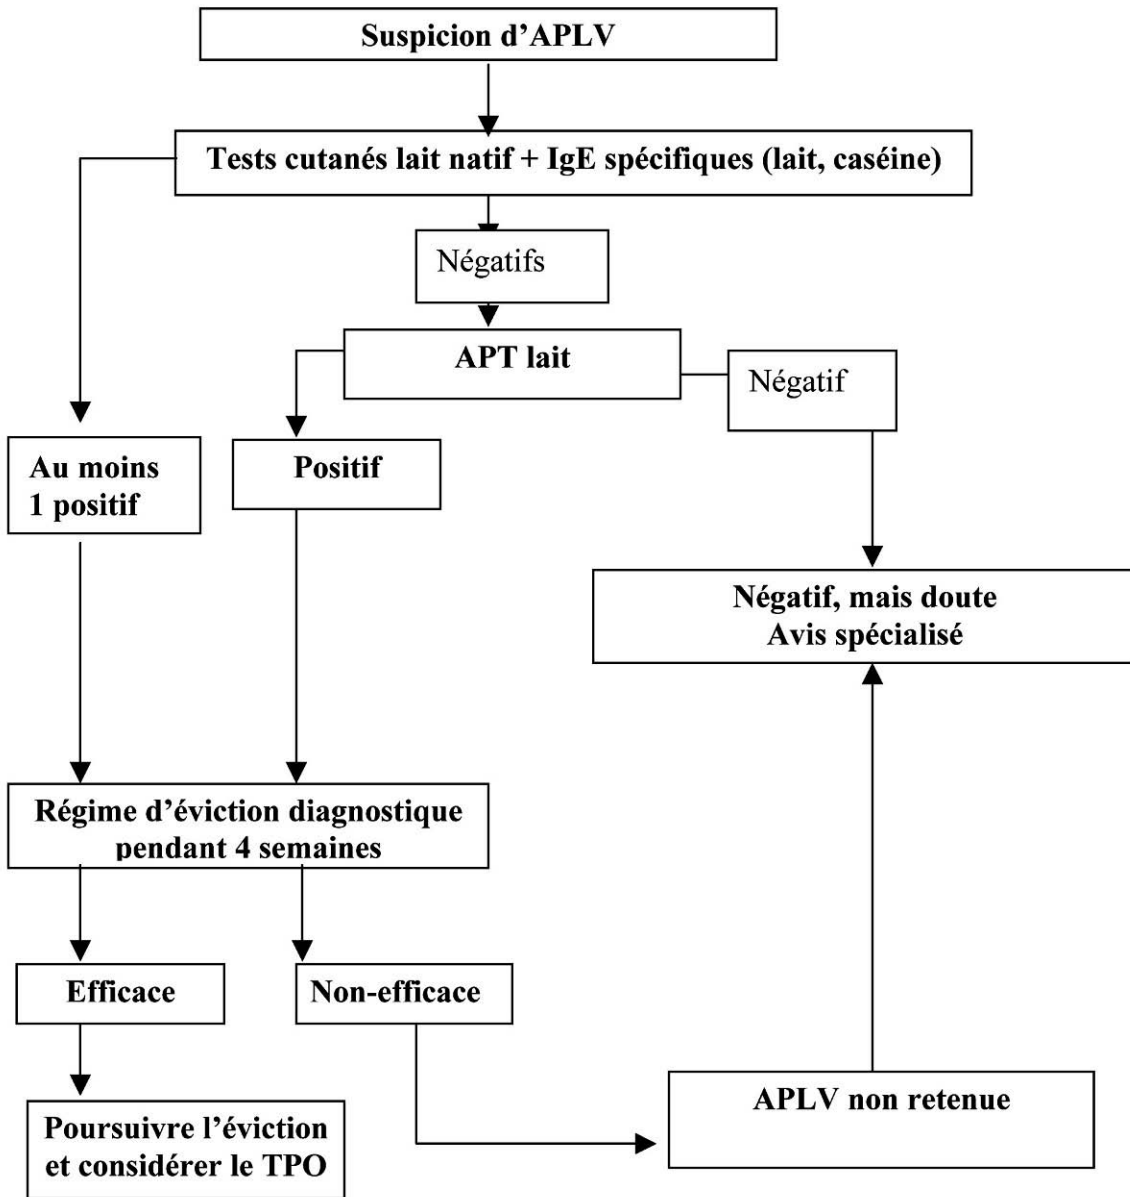 Suspicion d’APLV
Tests cutanés lait natif + IgE spécifiques (lait, caséine)
Négatifs
APT lait
Négatif
Au moins
1 positif
Positif
Négatif, mais doute
Avis spécialisé
Régime d’éviction diagnostique
pendant 4 semaines
Efficace
Non-efficace
APLV non retenue
Poursuivre l’éviction
et considérer le TPO